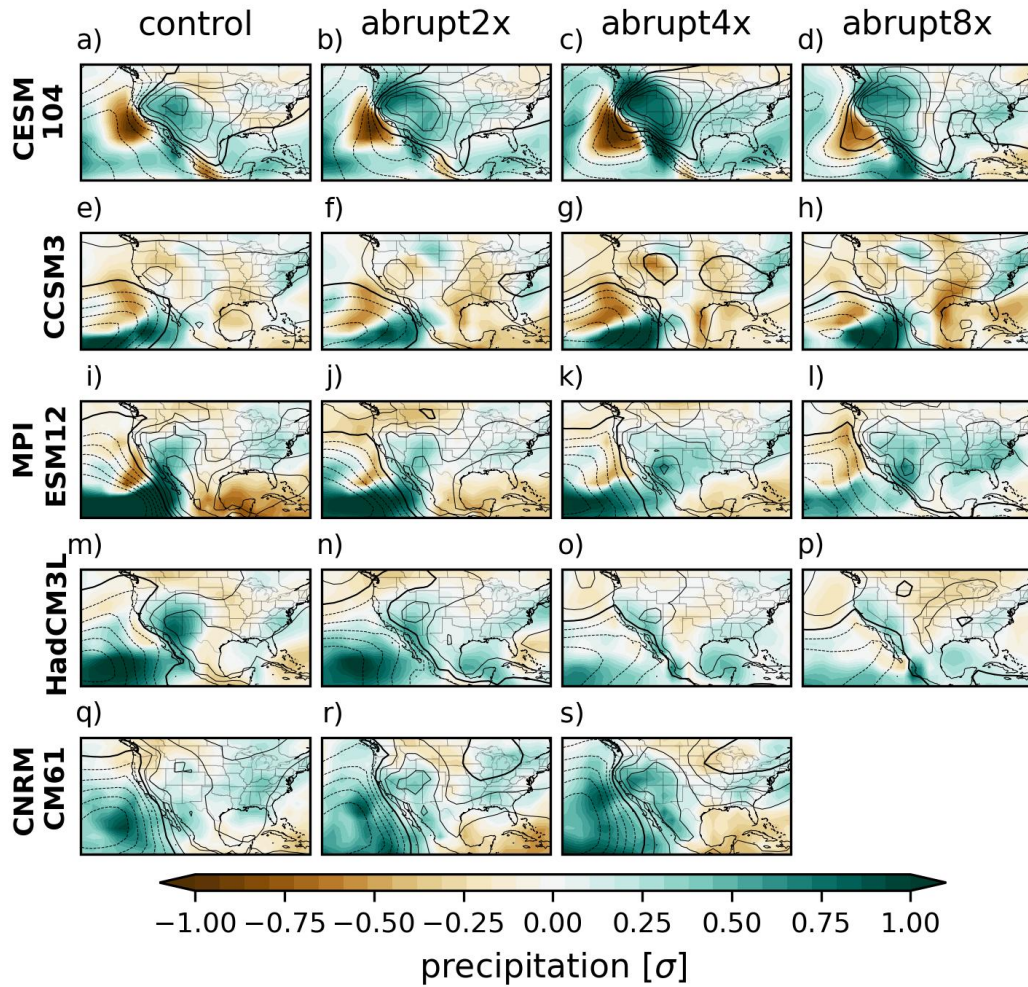 control abrupt2x abrupt4x abrupt8x
a) b) c) d)
CESM
104
e) f) g) h)
CCSM3
i) j) k) l)
MPI
ESM12
m) n) o) p)
HadCM3L
q) r) s)
CNRM
CM61
−1.00 −0.75 −0.50 −0.25 0.00 0.25 0.50 0.75 1.00
precipitation [σ]